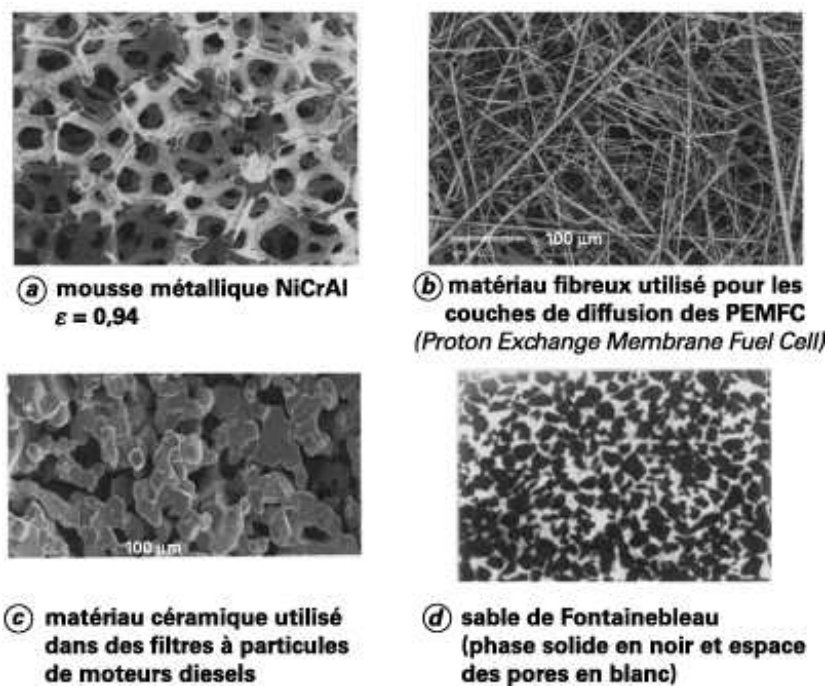 100 µm
ⓐ mousse métallique NiCrAl
ε = 0,94
ⓑ matériau fibreux utilisé pour les
couches de diffusion des PEMFC
(Proton Exchange Membrane Fuel Cell)
100 µm
ⓒ matériau céramique utilisé
dans des filtres à particules
de moteurs diesels
ⓓ sable de Fontainebleau
(phase solide en noir et espace
des pores en blanc)